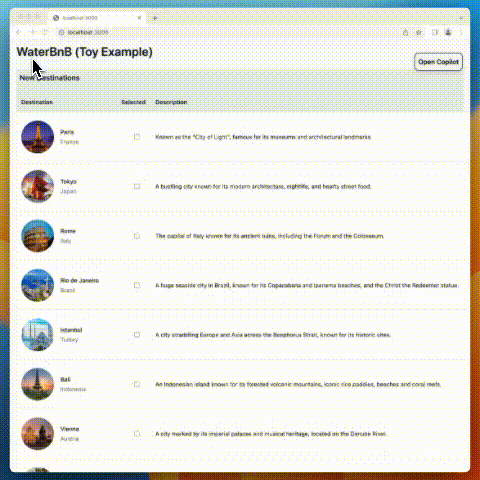 localhost:3009
localhost:3009
WaterBnB (Toy Example)
Open Copilot
New Destinations
Destination Selected Description
Paris
France
Known as the "City of Light", famous for its museums and architectural landmarks.
Tokyo
Japan
A bustling city known for its modern architecture, nightlife, and hearty street food.
Rome
Italy
The capital of Italy known for its ancient ruins, including the Forum and the Colosseum.
Rio de Janeiro
Brazil
A huge seaside city in Brazil, known for its Copacabana and Ipanema beaches, and the Christ the Redeemer statue.
Istanbul
Turkey
A city straddling Europe and Asia across the Bosphorus Strait, known for its historic sites.
Bali
Indonesia
An Indonesian island known for its forested volcanic mountains, iconic rice paddies, beaches and coral reefs.
Vienna
Austria
A city marked by its imperial palaces and musical heritage, located on the Danube River.